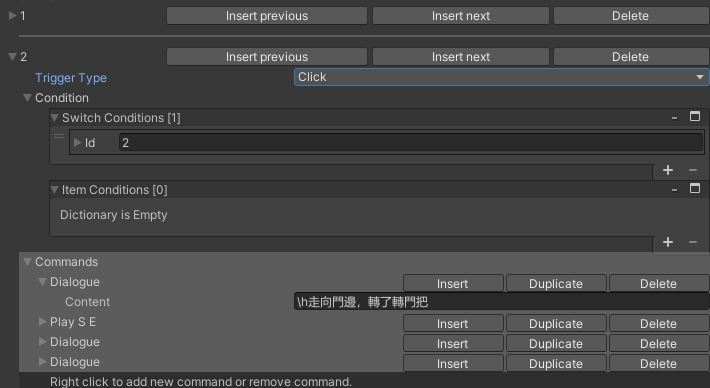 1 Insert previous Insert next Delete
2 Insert previous Insert next Delete
Trigger Type Click
Condition
Switch Conditions [1]
Id 2
Item Conditions [0]
Dictionary is Empty
Commands
Dialogue Insert Duplicate Delete
Content \h走向門邊，轉了轉門把
Play S E Insert Duplicate Delete
Dialogue Insert Duplicate Delete
Dialogue Insert Duplicate Delete
Right click to add new command or remove command.